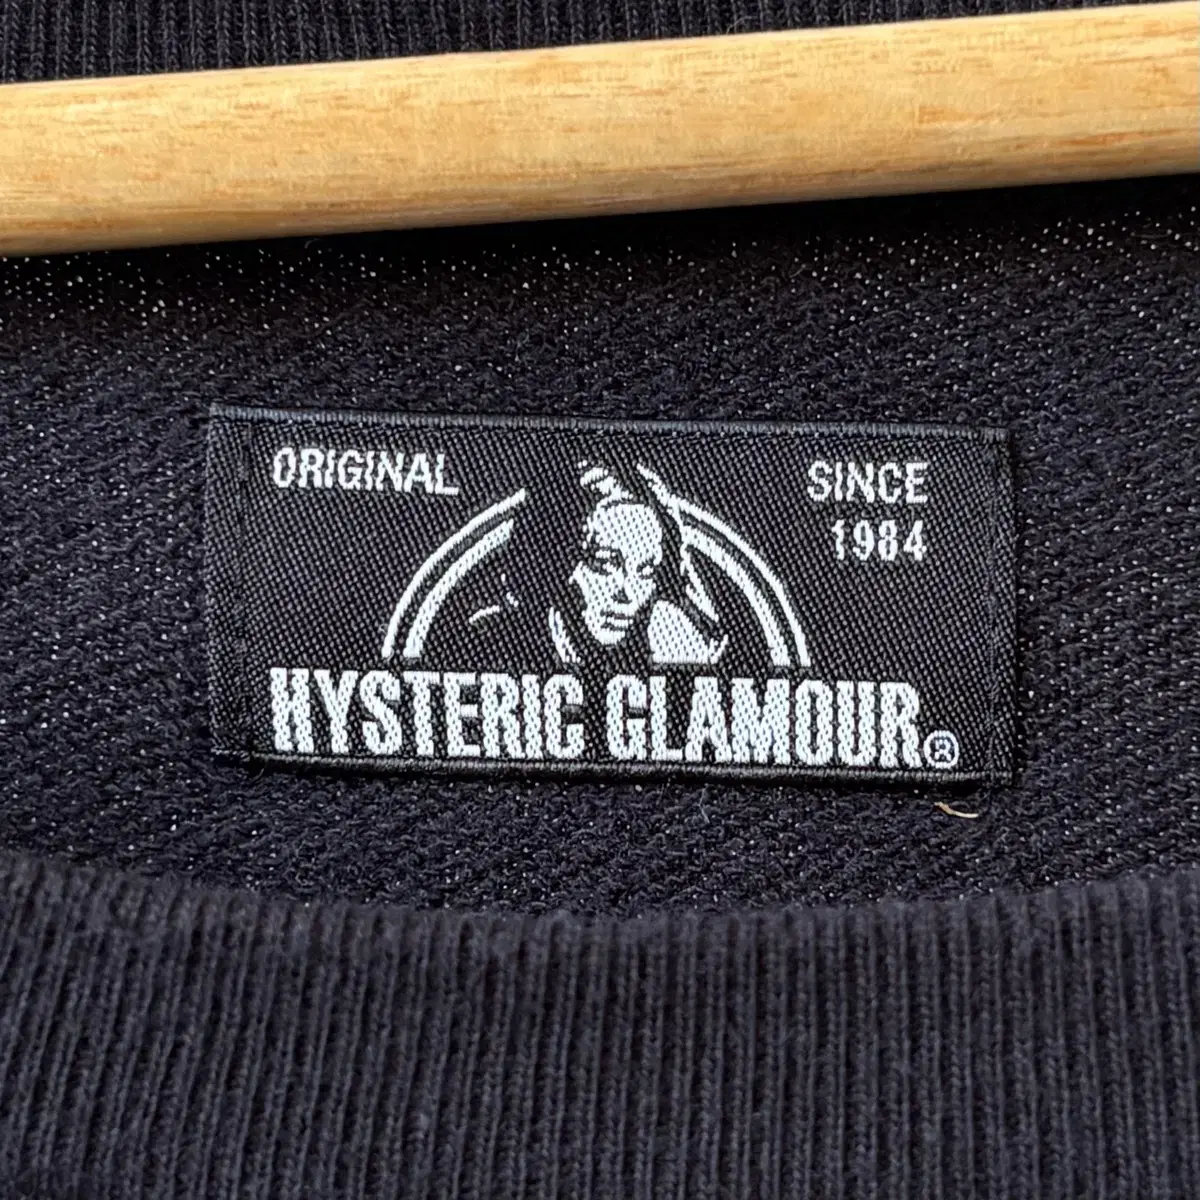 ORIGINAL
SINCE
1984
HYSTERIC GLAMOUR®